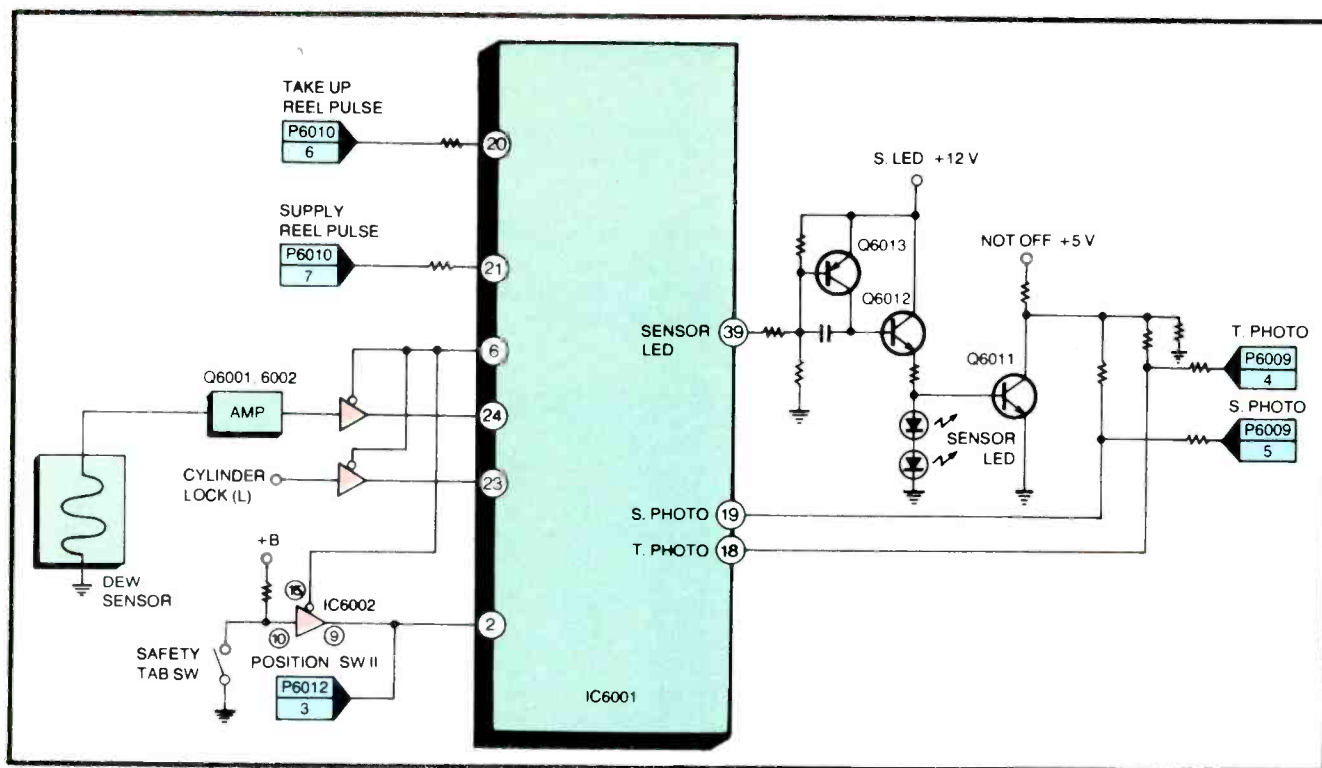 TAKE UP
REEL PULSE
P6010
6
20
SUPPLY
REEL PULSE
P6010
7
21
6
Q6001, 6002
AMP
24
CYLINDER
LOCK (L)
23
DEW
SENSOR
+B
15
IC6002
10
9
2
SAFETY
TAB SW
POSITION SW II
P6012
3
IC6001
SENSOR
LED
39
S. PHOTO
19
T. PHOTO
18
S. LED +12 V
Q6013
Q6012
NOT OFF +5 V
Q6011
SENSOR
LED
T. PHOTO
P6009
4
S. PHOTO
P6009
5